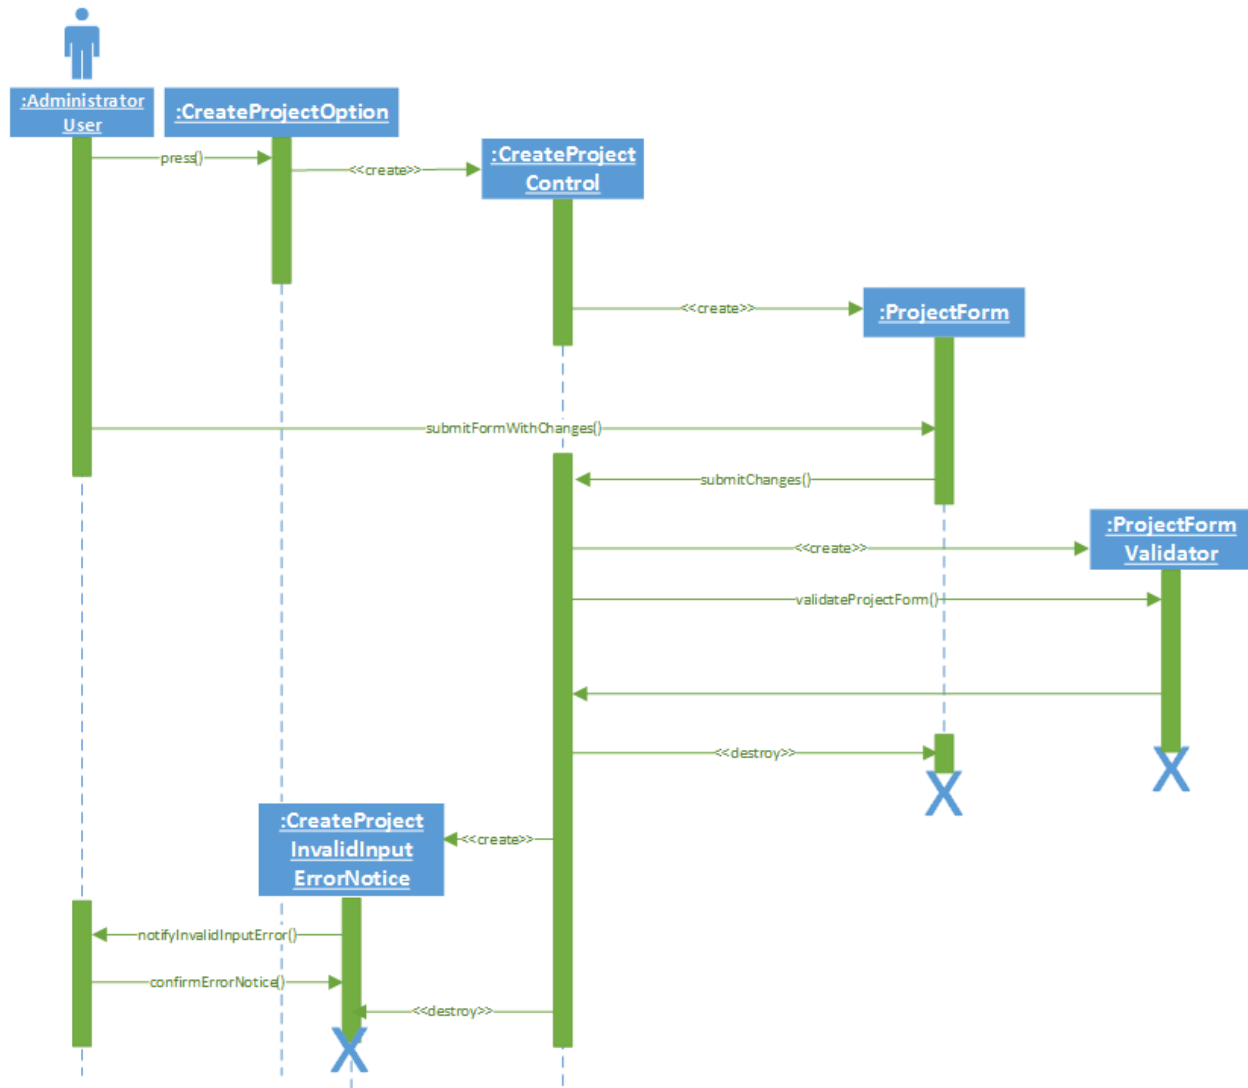 :Administrator
User
:CreateProjectOption
press()
<<create>>
:CreateProject
Control
<<create>>
:ProjectForm
submitFormWithChanges()
submitChanges()
:ProjectForm
Validator
<<create>>
validateProjectForm()
<<destroy>>
:CreateProject
InvalidInput
ErrorNotice
<<create>>
notifyInvalidInputError()
confirmErrorNotice()
<<destroy>>